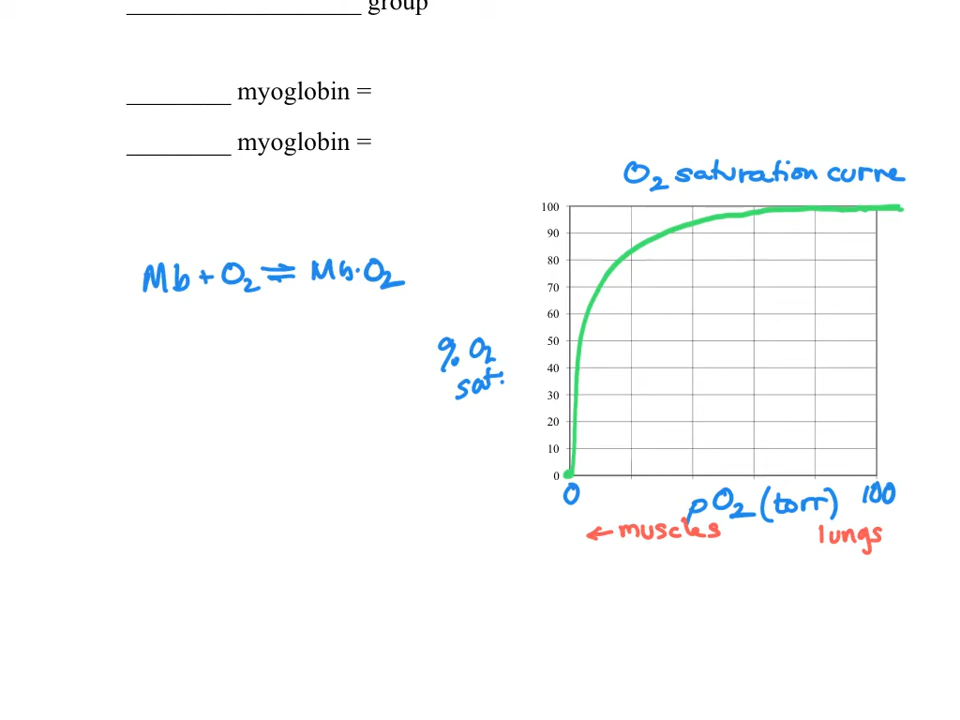 ____________________ group
________ myoglobin =
________ myoglobin =
O2 saturation curve
Mb + O2 ⇌ Mb·O2
% O2
sat.
100
90
80
70
60
50
40
30
20
10
0
0 pO2 (torr) 100
← muscles lungs